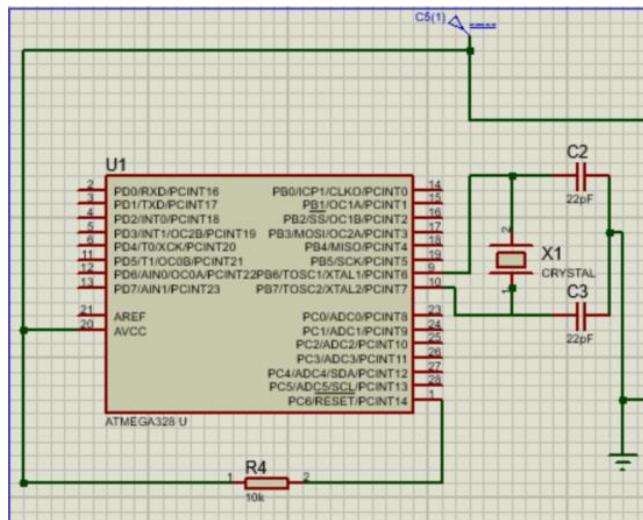 C5(1)
U1
2 PD0/RXD/PCINT16 PB0/ICP1/CLKO/PCINT0 14
3 PD1/TXD/PCINT17 PB1/OC1A/PCINT1 15
4 PD2/INT0/PCINT18 PB2/SS/OC1B/PCINT2 16
5 PD3/INT1/OC2B/PCINT19 PB3/MOSI/OC2A/PCINT3 17
6 PD4/T0/XCK/PCINT20 PB4/MISO/PCINT4 18
11 PD5/T1/OC0B/PCINT21 PB5/SCK/PCINT5 19
12 PD6/AIN0/OC0A/PCINT22 PB6/TOSC1/XTAL1/PCINT6 9
13 PD7/AIN1/PCINT23 PB7/TOSC2/XTAL2/PCINT7 10
21 AREF PC0/ADC0/PCINT8 23
20 AVCC PC1/ADC1/PCINT9 24
PC2/ADC2/PCINT10 25
PC3/ADC3/PCINT11 26
PC4/ADC4/SDA/PCINT12 27
PC5/ADC5/SCL/PCINT13 28
PC6/RESET/PCINT14 1
ATMEGA328 U
C2
22pF
2
X1
CRYSTAL
1
C3
22pF
R4
1 2
10k